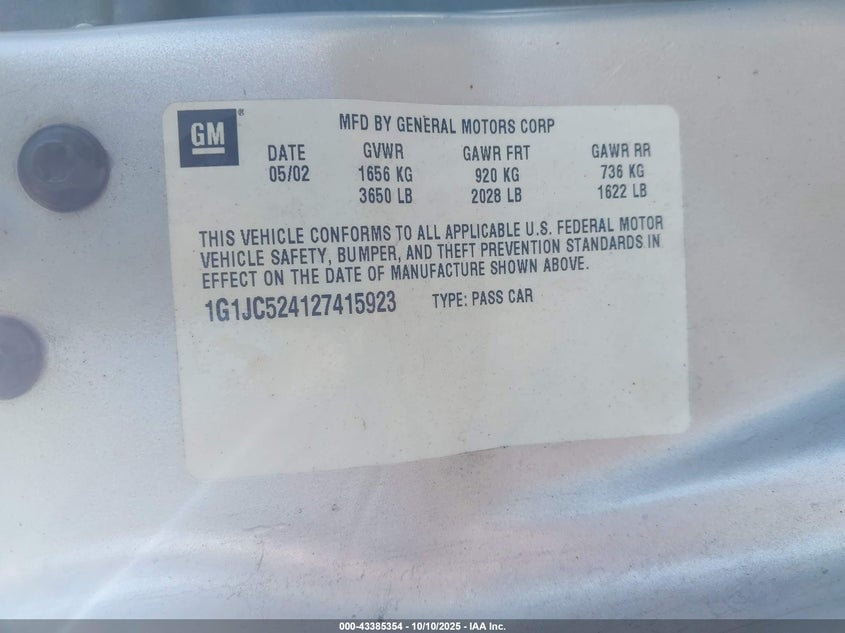 GM®
MFD BY GENERAL MOTORS CORP
DATE GVWR GAWR FRT GAWR RR
05/02 1656 KG 920 KG 736 KG
3650 LB 2028 LB 1622 LB
THIS VEHICLE CONFORMS TO ALL APPLICABLE U.S. FEDERAL MOTOR
VEHICLE SAFETY, BUMPER, AND THEFT PREVENTION STANDARDS IN
EFFECT ON THE DATE OF MANUFACTURE SHOWN ABOVE.
1G1JC524127415923 TYPE: PASS CAR
000-43385354 - 10/10/2025 - IAA Inc.